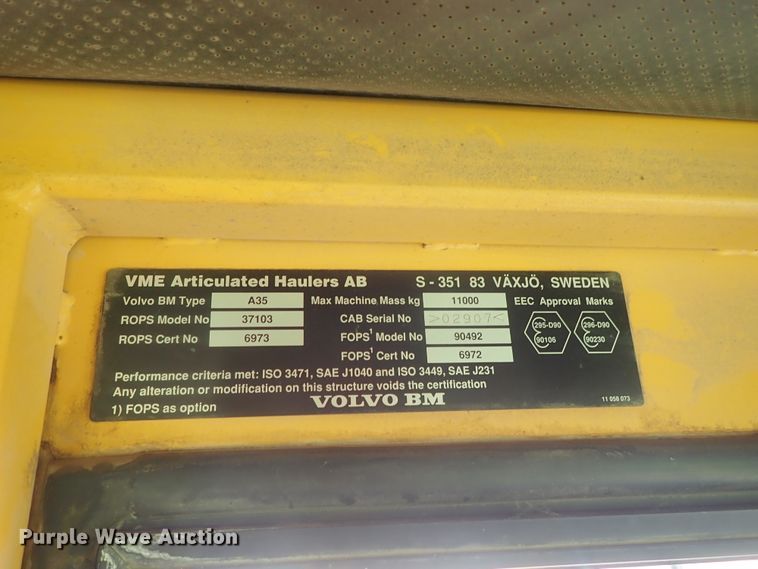 VME Articulated Haulers AB S - 351 83 VÄXJÖ, SWEDEN
Volvo BM Type A35 Max Machine Mass kg 11000 EEC Approval Marks
ROPS Model No 37103 CAB Serial No >02907< 295-D90 296-D90
ROPS Cert No 6973 FOPS¹ Model No 90492 90106 90230
FOPS¹ Cert No 6972
Performance criteria met: ISO 3471, SAE J1040 and ISO 3449, SAE J231
Any alteration or modification on this structure voids the certification
1) FOPS as option VOLVO BM 11 058 073
Purple Wave Auction
Purple Wave Auction